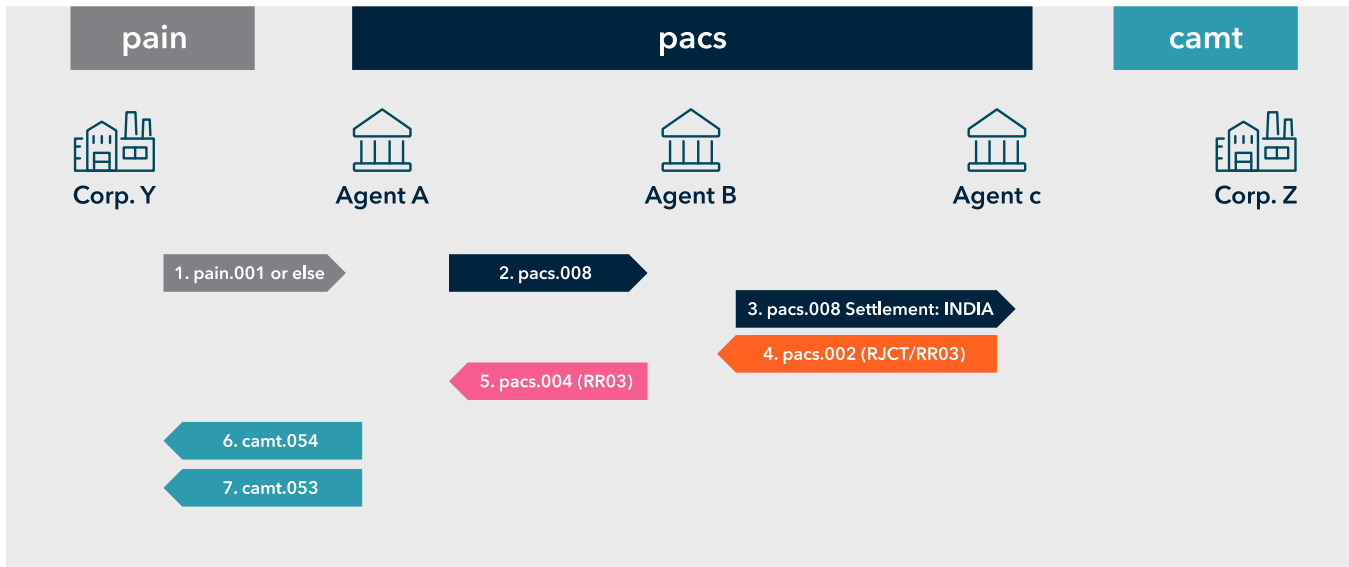 pain
pacs
camt
Corp. Y
Agent A
Agent B
Agent c
Corp. Z
1. pain.001 or else
2. pacs.008
3. pacs.008 Settlement: INDIA
4. pacs.002 (RJCT/RR03)
5. pacs.004 (RR03)
6. camt.054
7. camt.053